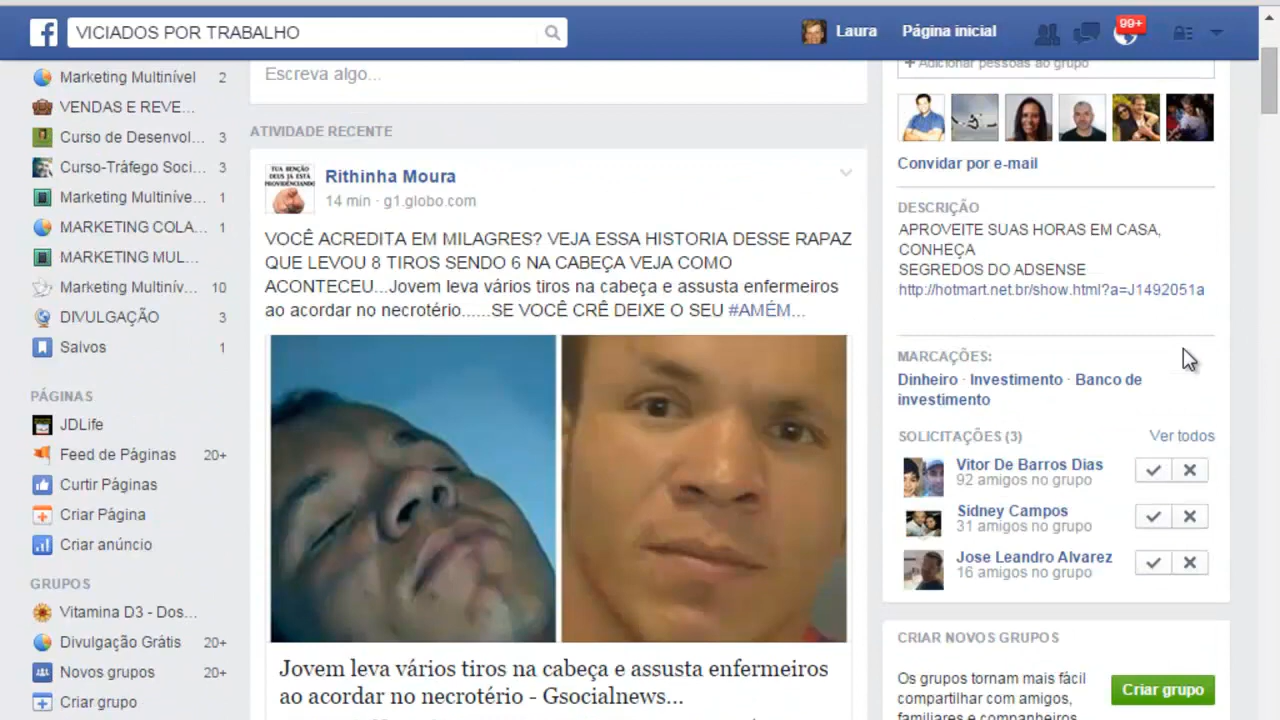 VICIADOS POR TRABALHO
Laura
Página inicial
99+
Marketing Multinível 2
VENDAS E REVE...
Curso de Desenvol... 3
Curso-Tráfego Soci... 3
Marketing Multiníve... 1
MARKETING COLA... 1
MARKETING MUL...
Marketing Multinív... 10
DIVULGAÇÃO 3
Salvos 1
PÁGINAS
JDLife
Feed de Páginas 20+
Curtir Páginas
Criar Página
Criar anúncio
GRUPOS
Vitamina D3 - Dos...
Divulgação Grátis 20+
Novos grupos 20+
Criar grupo
Escreva algo...
ATIVIDADE RECENTE
TUA BENÇÃO
DEUS JA ESTÁ
PROVIDÊNCIANDO
Rithinha Moura
14 min · g1.globo.com
VOCÊ ACREDITA EM MILAGRES? VEJA ESSA HISTORIA DESSE RAPAZ
QUE LEVOU 8 TIROS SENDO 6 NA CABEÇA VEJA COMO
ACONTECEU...Jovem leva vários tiros na cabeça e assusta enfermeiros
ao acordar no necrotério......SE VOCÊ CRÊ DEIXE O SEU #AMÉM...
Jovem leva vários tiros na cabeça e assusta enfermeiros
ao acordar no necrotério - Gsocialnews...
+ Adicionar pessoas ao grupo
Convidar por e-mail
DESCRIÇÃO
APROVEITE SUAS HORAS EM CASA,
CONHEÇA
SEGREDOS DO ADSENSE
http://hotmart.net.br/show.html?a=J1492051a
MARCAÇÕES:
Dinheiro · Investimento · Banco de
investimento
SOLICITAÇÕES (3) Ver todos
Vitor De Barros Dias
92 amigos no grupo
Sidney Campos
31 amigos no grupo
Jose Leandro Alvarez
16 amigos no grupo
CRIAR NOVOS GRUPOS
Os grupos tornam mais fácil
compartilhar com amigos,
familiares e companheiros
Criar grupo